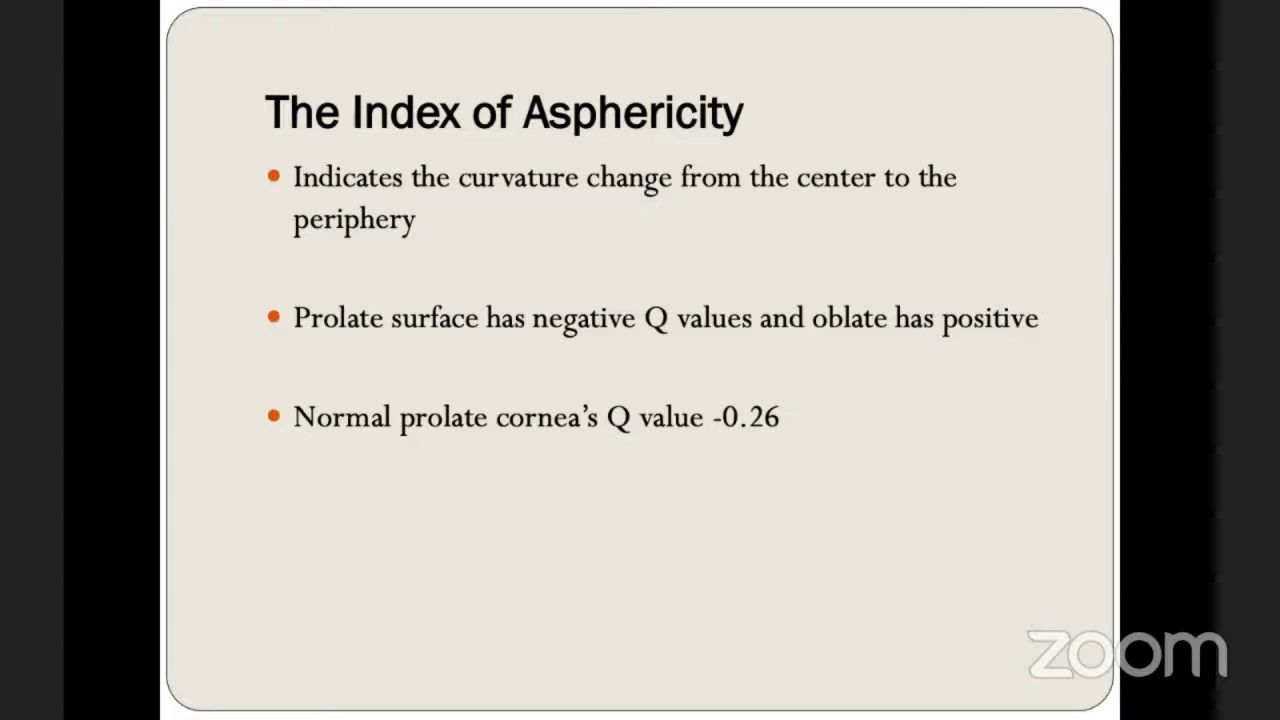 The Index of Asphericity
• Indicates the curvature change from the center to the
periphery
• Prolate surface has negative Q values and oblate has positive
• Normal prolate cornea’s Q value -0.26
zoom